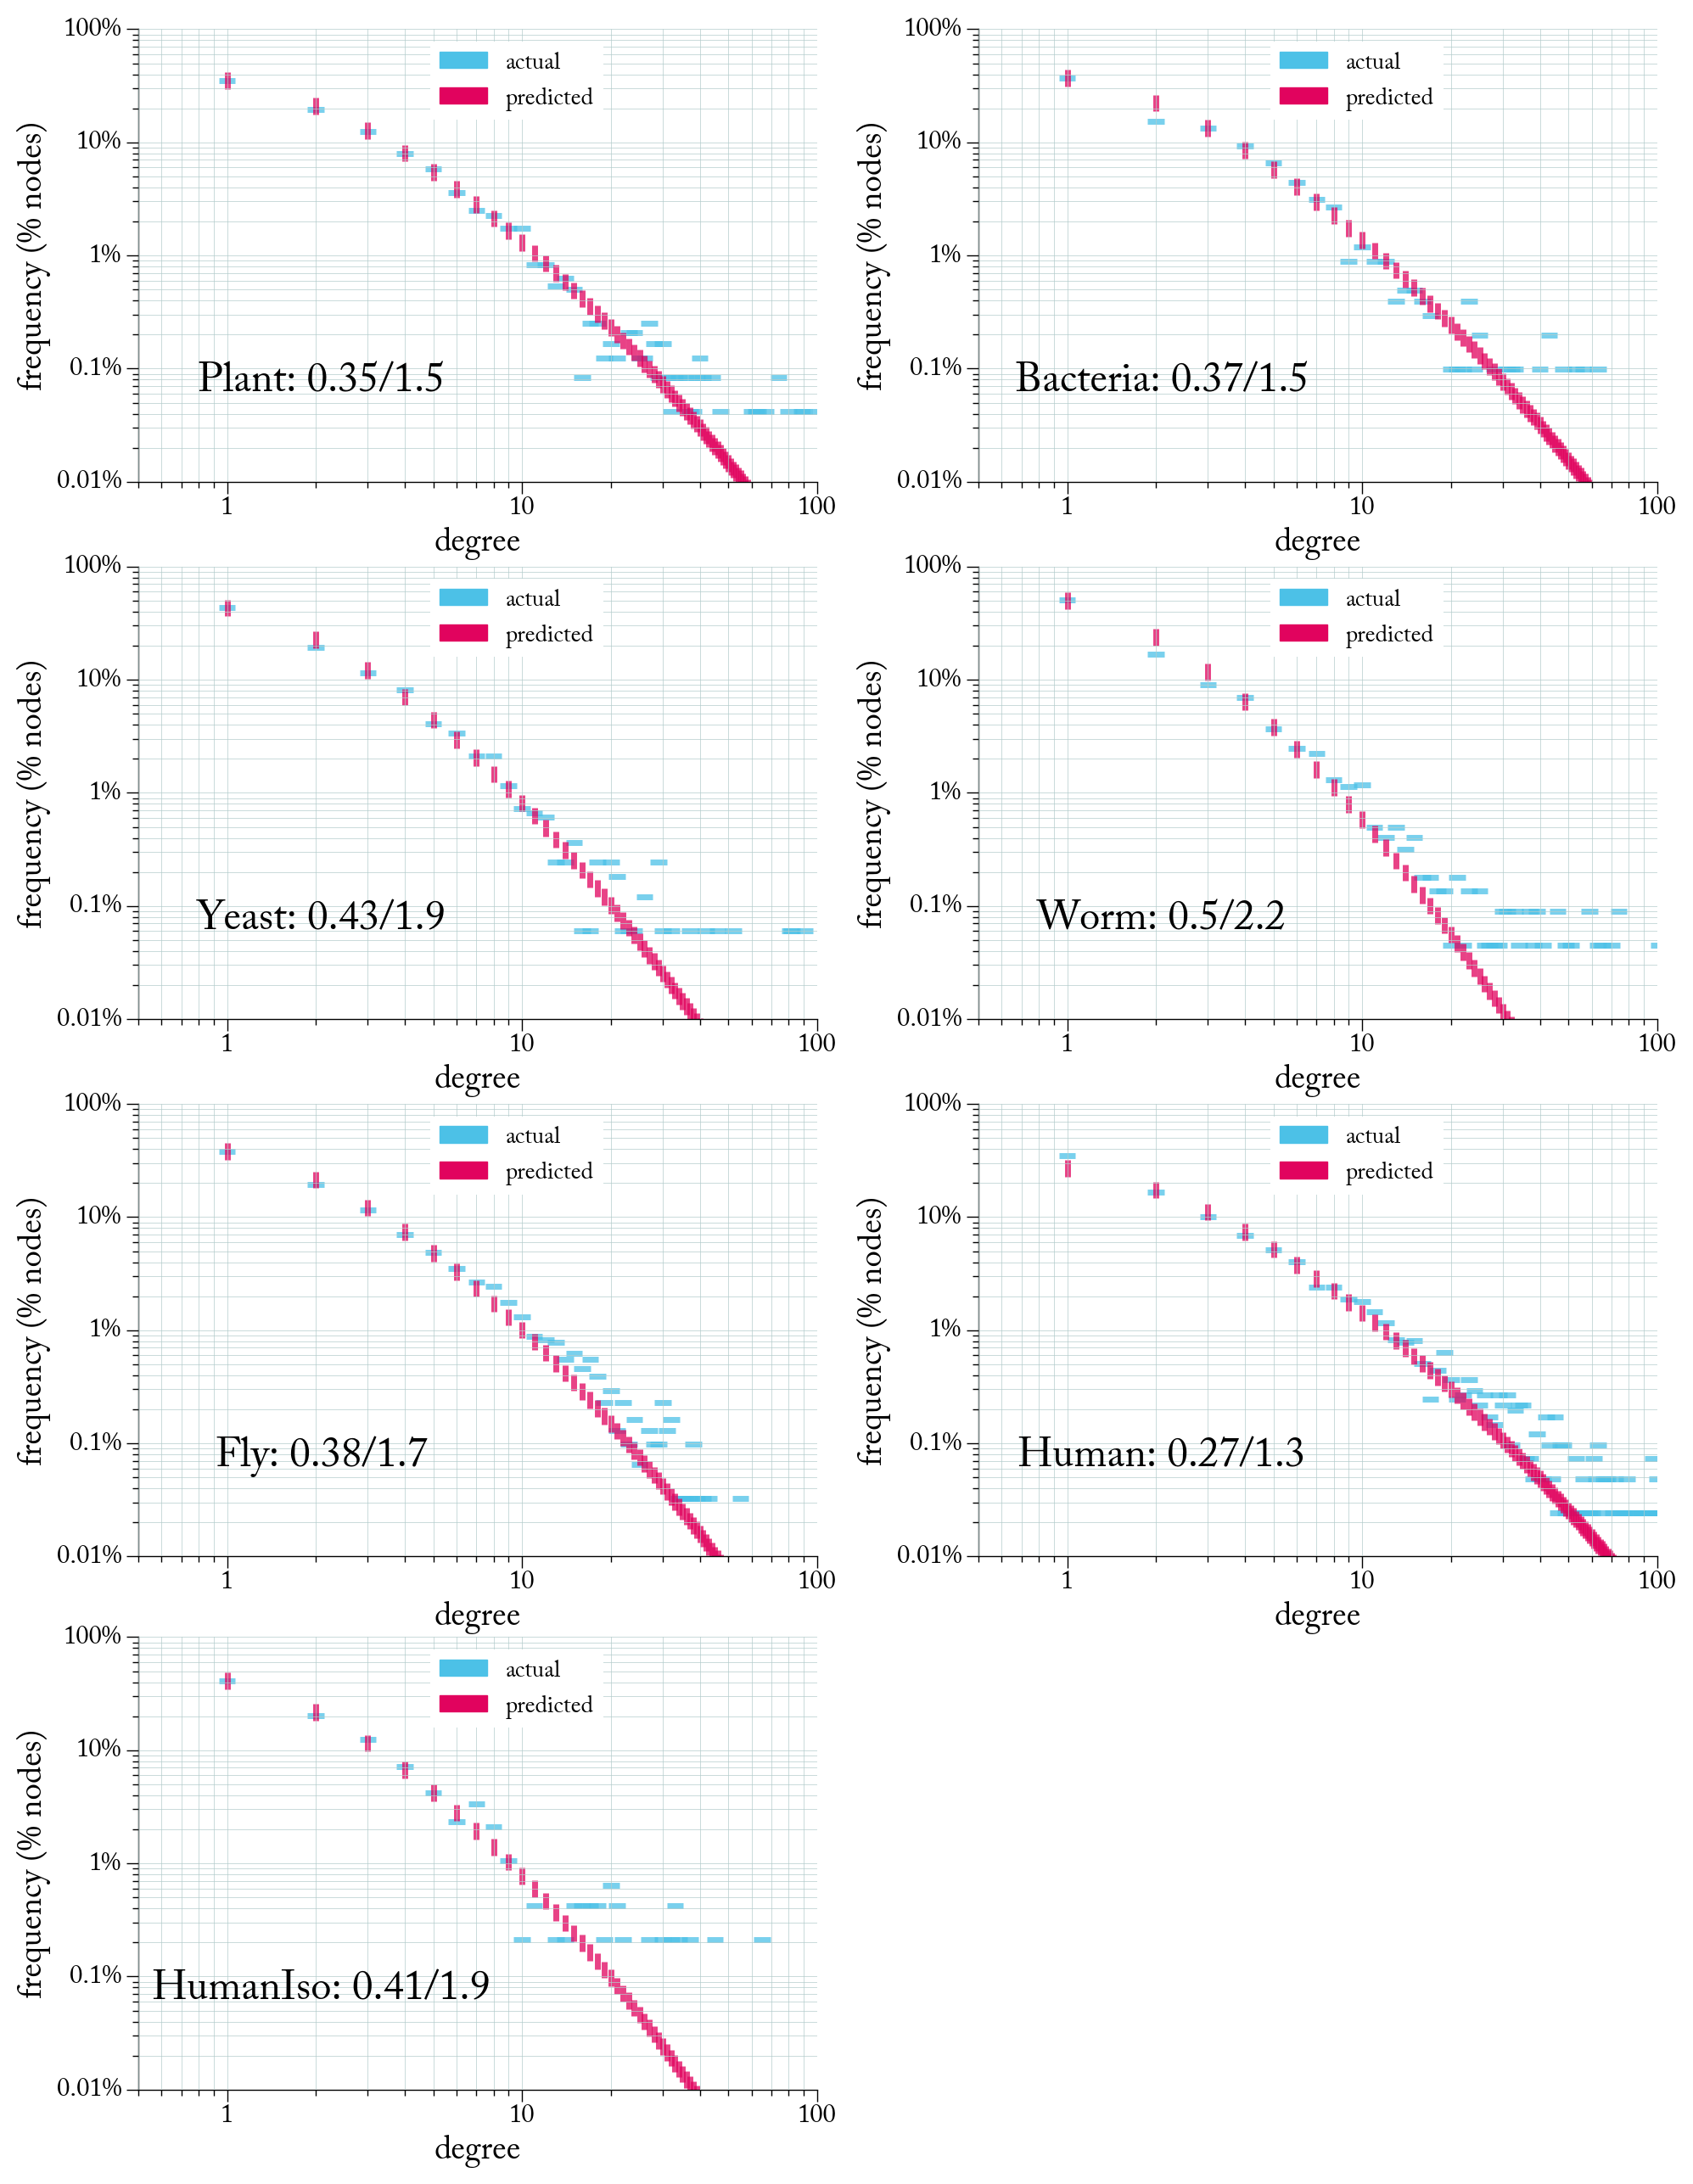 100%
10%
1%
0.1%
0.01%
frequency (% nodes)
actual
predicted
Plant: 0.35/1.5
1 10 100
degree
100%
10%
1%
0.1%
0.01%
frequency (% nodes)
actual
predicted
Bacteria: 0.37/1.5
1 10 100
degree
100%
10%
1%
0.1%
0.01%
frequency (% nodes)
actual
predicted
Yeast: 0.43/1.9
1 10 100
degree
100%
10%
1%
0.1%
0.01%
frequency (% nodes)
actual
predicted
Worm: 0.5/2.2
1 10 100
degree
100%
10%
1%
0.1%
0.01%
frequency (% nodes)
actual
predicted
Fly: 0.38/1.7
1 10 100
degree
100%
10%
1%
0.1%
0.01%
frequency (% nodes)
actual
predicted
Human: 0.27/1.3
1 10 100
degree
100%
10%
1%
0.1%
0.01%
frequency (% nodes)
actual
predicted
HumanIso: 0.41/1.9
1 10 100
degree